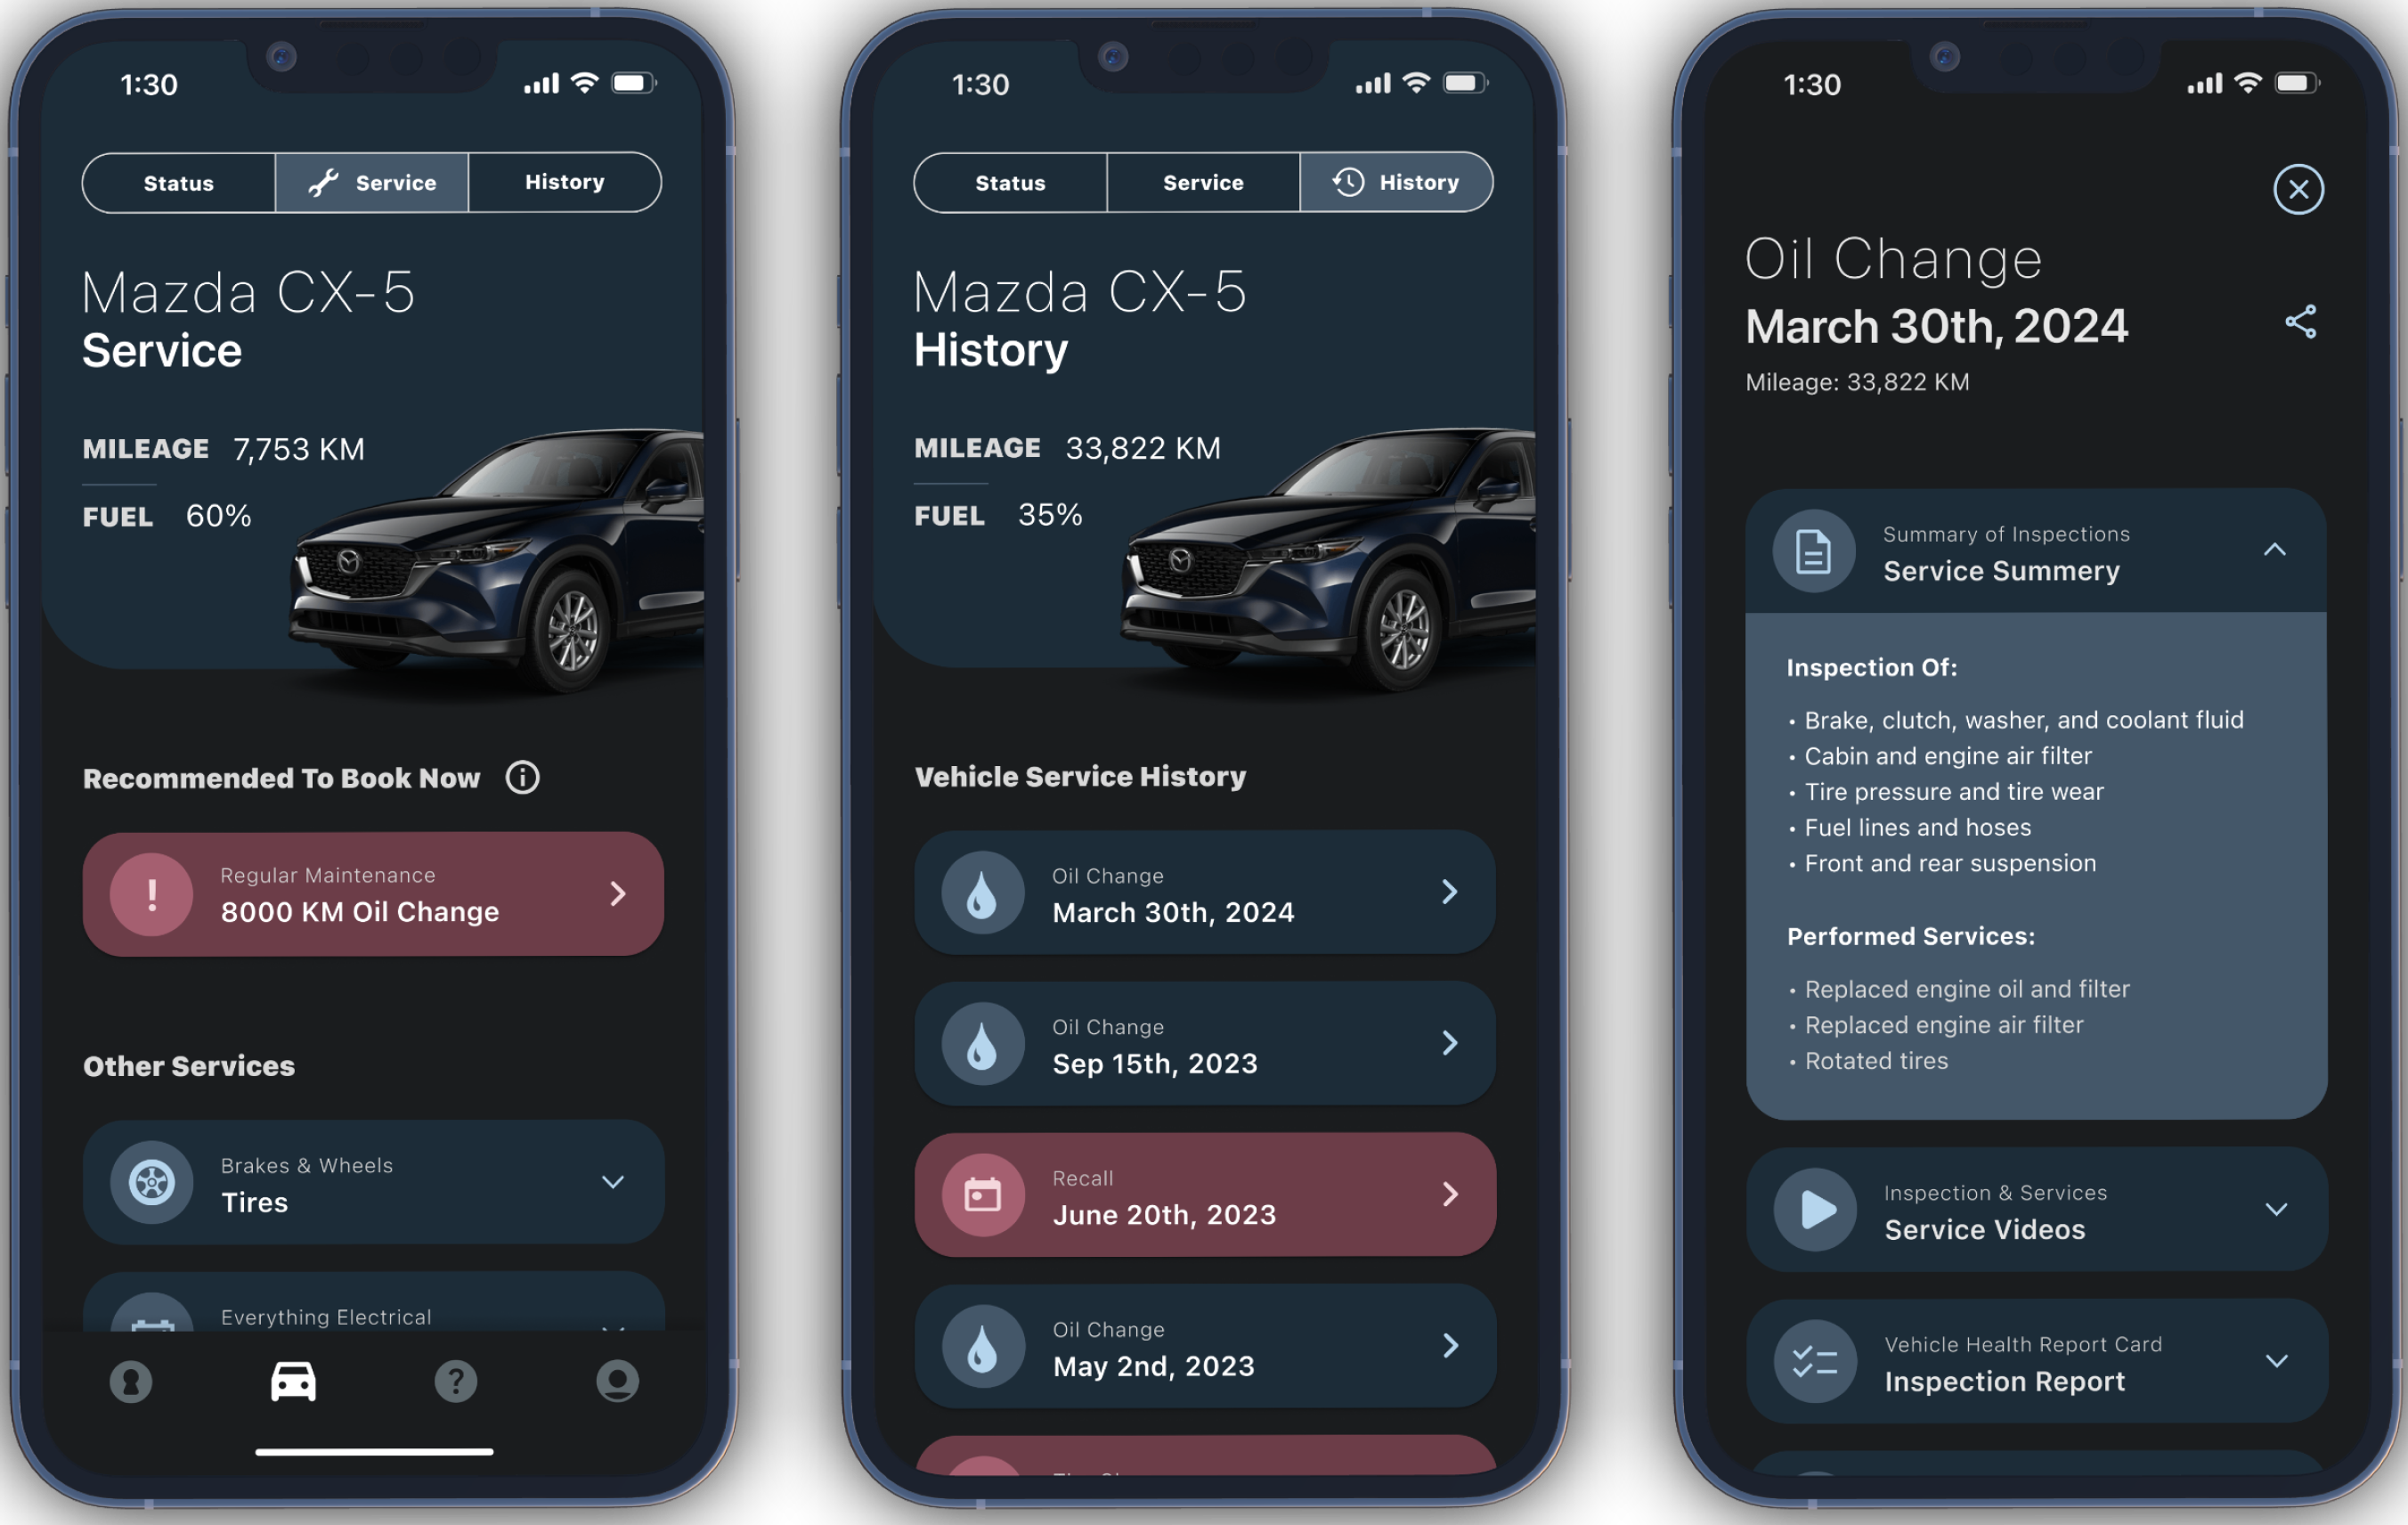 1:30
Status
Service
History
Mazda CX-5
Service
MILEAGE 7,753 KM
FUEL 60%
Recommended To Book Now
Regular Maintenance
8000 KM Oil Change
Other Services
Brakes & Wheels
Tires
Everything Electrical
1:30
Status
Service
History
Mazda CX-5
History
MILEAGE 33,822 KM
FUEL 35%
Vehicle Service History
Oil Change
March 30th, 2024
Oil Change
Sep 15th, 2023
Recall
June 20th, 2023
Oil Change
May 2nd, 2023
1:30
Oil Change
March 30th, 2024
Mileage: 33,822 KM
Summary of Inspections
Service Summery
Inspection Of:
• Brake, clutch, washer, and coolant fluid
• Cabin and engine air filter
• Tire pressure and tire wear
• Fuel lines and hoses
• Front and rear suspension
Performed Services:
• Replaced engine oil and filter
• Replaced engine air filter
• Rotated tires
Inspection & Services
Service Videos
Vehicle Health Report Card
Inspection Report